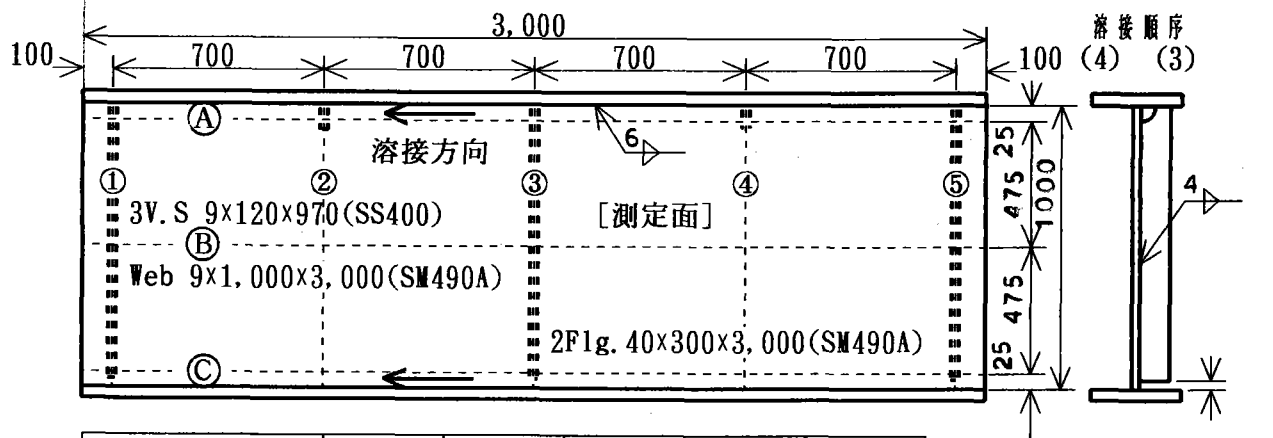 3,000
溶接順序
100 700 700 700 700 100 (4) (3)
Ⓐ
溶接方向
6
25
① ② ③ ④ ⑤
475
1000
4
3V.S 9×120×970(SS400)
[測定面]
Ⓑ
Web 9×1,000×3,000(SM490A)
475
2Flg.40×300×3,000(SM490A)
25
Ⓒ